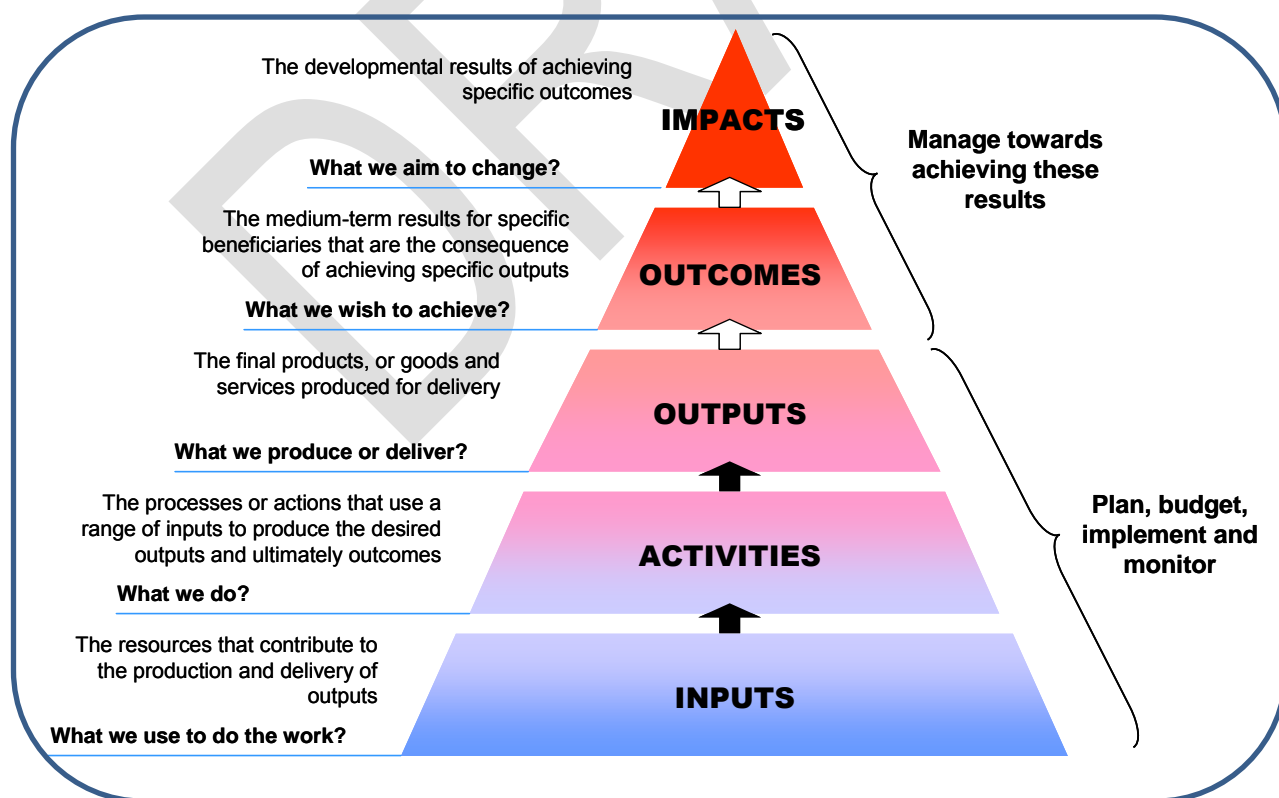 The developmental results of achieving
specific outcomes
IMPACTS
What we aim to change?
Manage towards
achieving these
results
The medium-term results for specific
beneficiaries that are the consequence
of achieving specific outputs
OUTCOMES
What we wish to achieve?
The final products, or goods and
services produced for delivery
OUTPUTS
What we produce or deliver?
The processes or actions that use a
range of inputs to produce the desired
outputs and ultimately outcomes
ACTIVITIES
What we do?
Plan, budget,
implement and
monitor
The resources that contribute to
the production and delivery of
outputs
INPUTS
What we use to do the work?